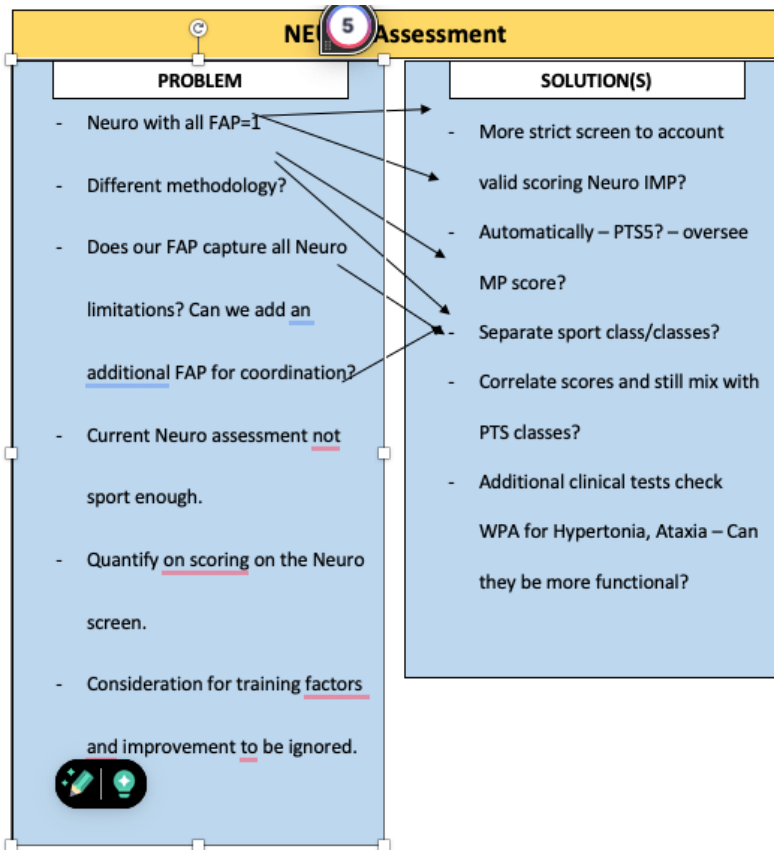 5
NE Assessment
PROBLEM
- Neuro with all FAP=1
- Different methodology?
- Does our FAP capture all Neuro
limitations? Can we add an
additional FAP for coordination?
- Current Neuro assessment not
sport enough.
- Quantify on scoring on the Neuro
screen.
- Consideration for training factors
and improvement to be ignored.
SOLUTION(S)
- More strict screen to account
valid scoring Neuro IMP?
- Automatically – PTS5? – oversee
MP score?
- Separate sport class/classes?
- Correlate scores and still mix with
PTS classes?
- Additional clinical tests check
WPA for Hypertonia, Ataxia – Can
they be more functional?